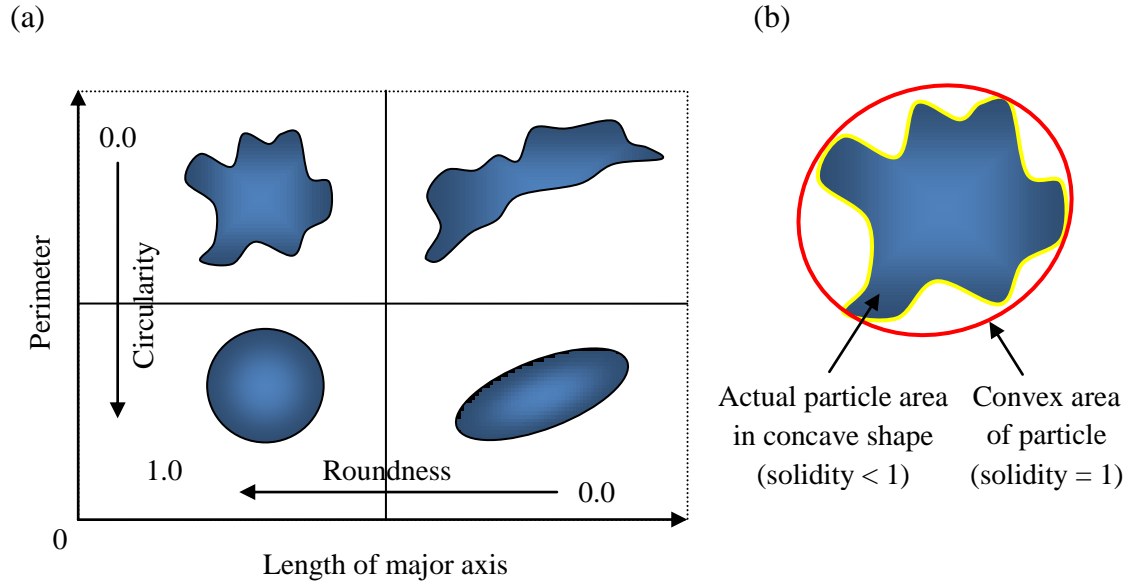 (a)
(b)
0.0
Perimeter
Circularity
1.0
Roundness
0.0
0
Length of major axis
Actual particle area
in concave shape
(solidity < 1)
Convex area
of particle
(solidity = 1)